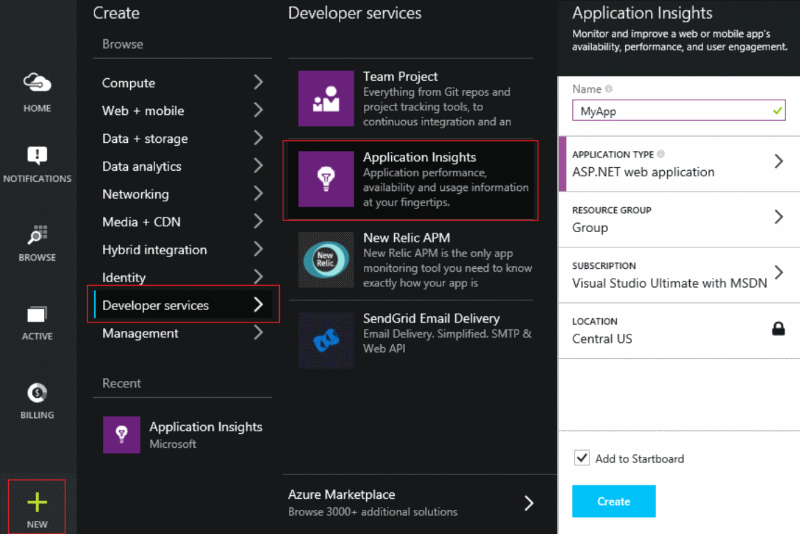 HOME
NOTIFICATIONS
BROWSE
ACTIVE
BILLING
NEW
Create
Browse
Compute
Web + mobile
Data + storage
Data analytics
Networking
Media + CDN
Hybrid integration
Identity
Developer services
Management
Recent
Application Insights
Microsoft
Developer services
Team Project
Everything from Git repos and
project tracking tools, to
continuous integration and an
Application Insights
Application performance,
availability and usage information
at your fingertips.
New
Relic
New Relic APM
New Relic APM is the only app
monitoring tool you need to know
exactly how your app is
SendGrid Email Delivery
Email Delivery. Simplified. SMTP &
Web API
Azure Marketplace
Browse 3000+ additional solutions
Application Insights
Monitor and improve a web or mobile app's
availability, performance, and user engagement.
Name
MyApp
APPLICATION TYPE
ASP.NET web application
RESOURCE GROUP
Group
SUBSCRIPTION
Visual Studio Ultimate with MSDN
LOCATION
Central US
Add to Startboard
Create